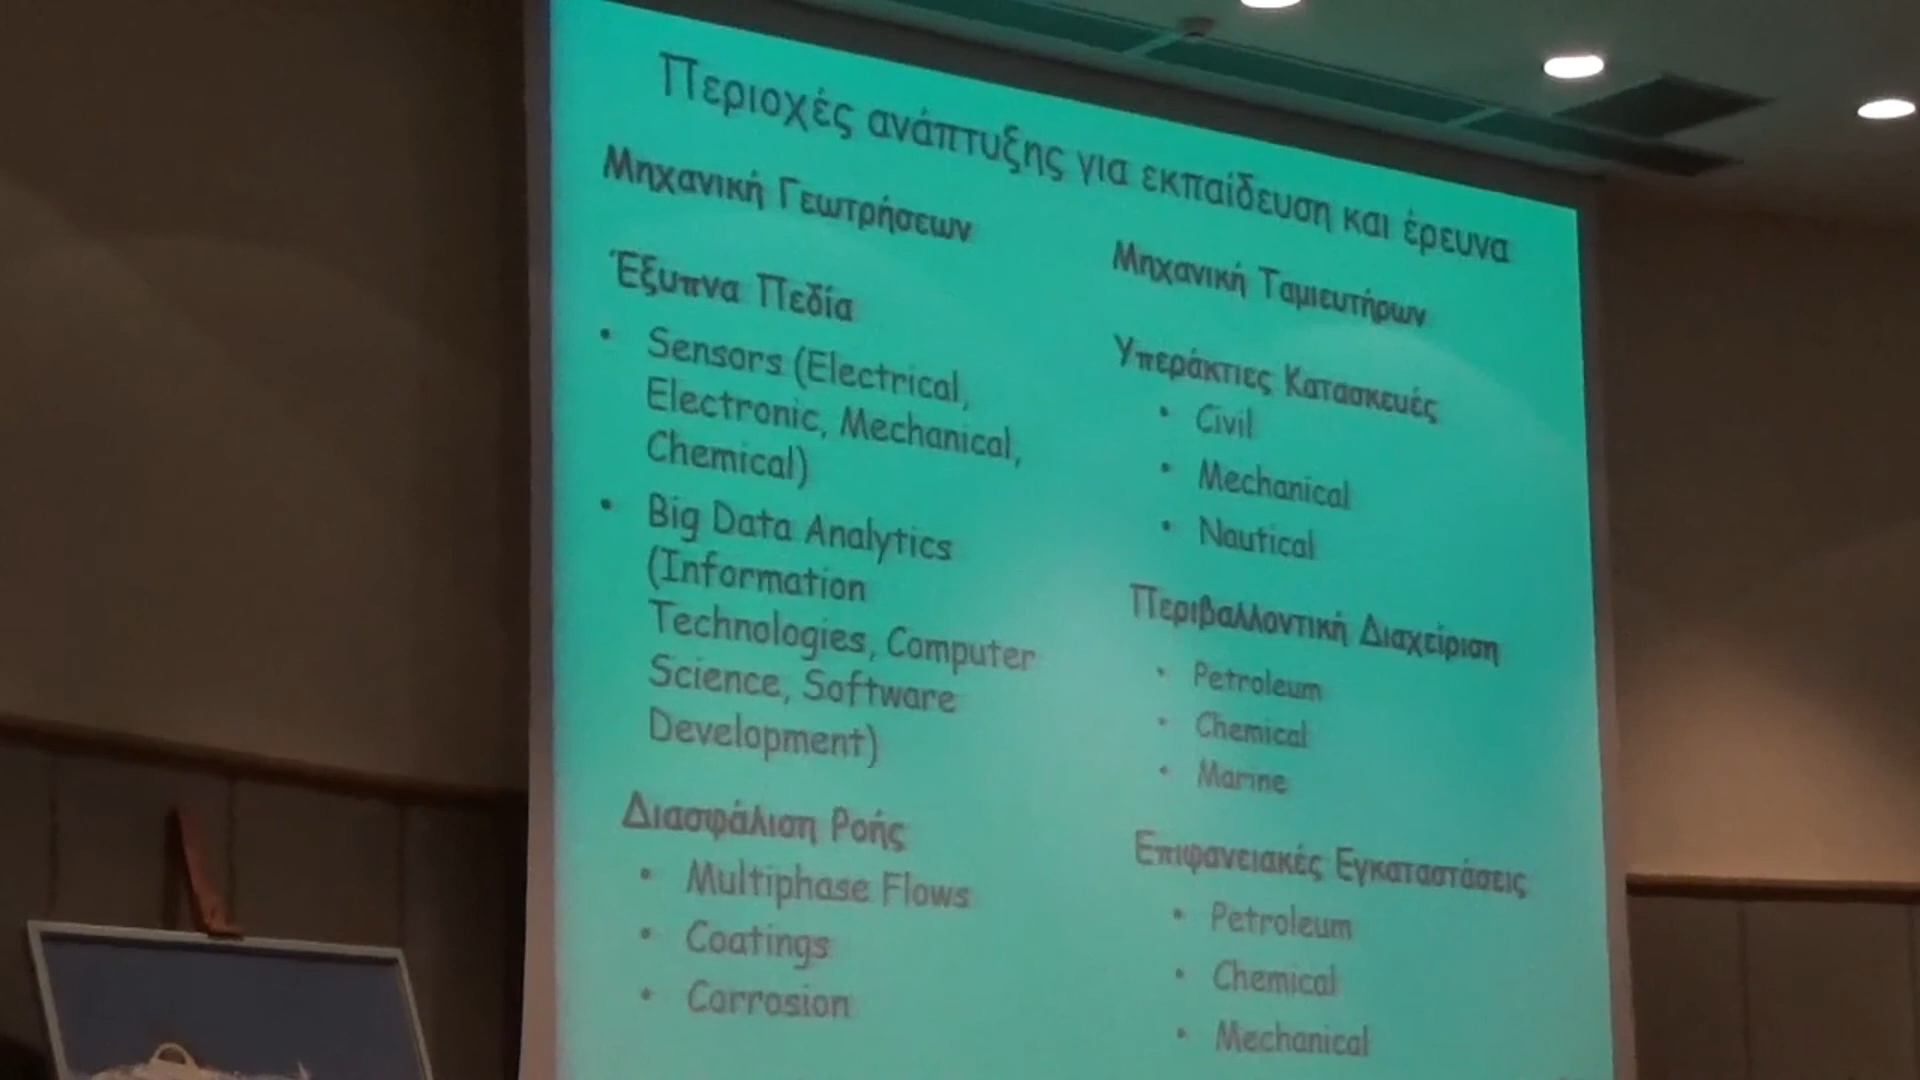 Περιοχές ανάπτυξης για εκπαίδευση και έρευνα
Μηχανική Γεωτρήσεων
Έξυπνα Πεδία
• Sensors (Electrical,
Electronic, Mechanical,
Chemical)
• Big Data Analytics
(Information
Technologies, Computer
Science, Software
Development)
Διασφάλιση Ροής
• Multiphase Flows
• Coatings
• Corrosion
Μηχανική Ταμιευτήρων
Υπεράκτιες Κατασκευές
• Civil
• Mechanical
• Nautical
Περιβαλλοντική Διαχείριση
• Petroleum
• Chemical
• Marine
Επιφανειακές Εγκαταστάσεις
• Petroleum
• Chemical
• Mechanical